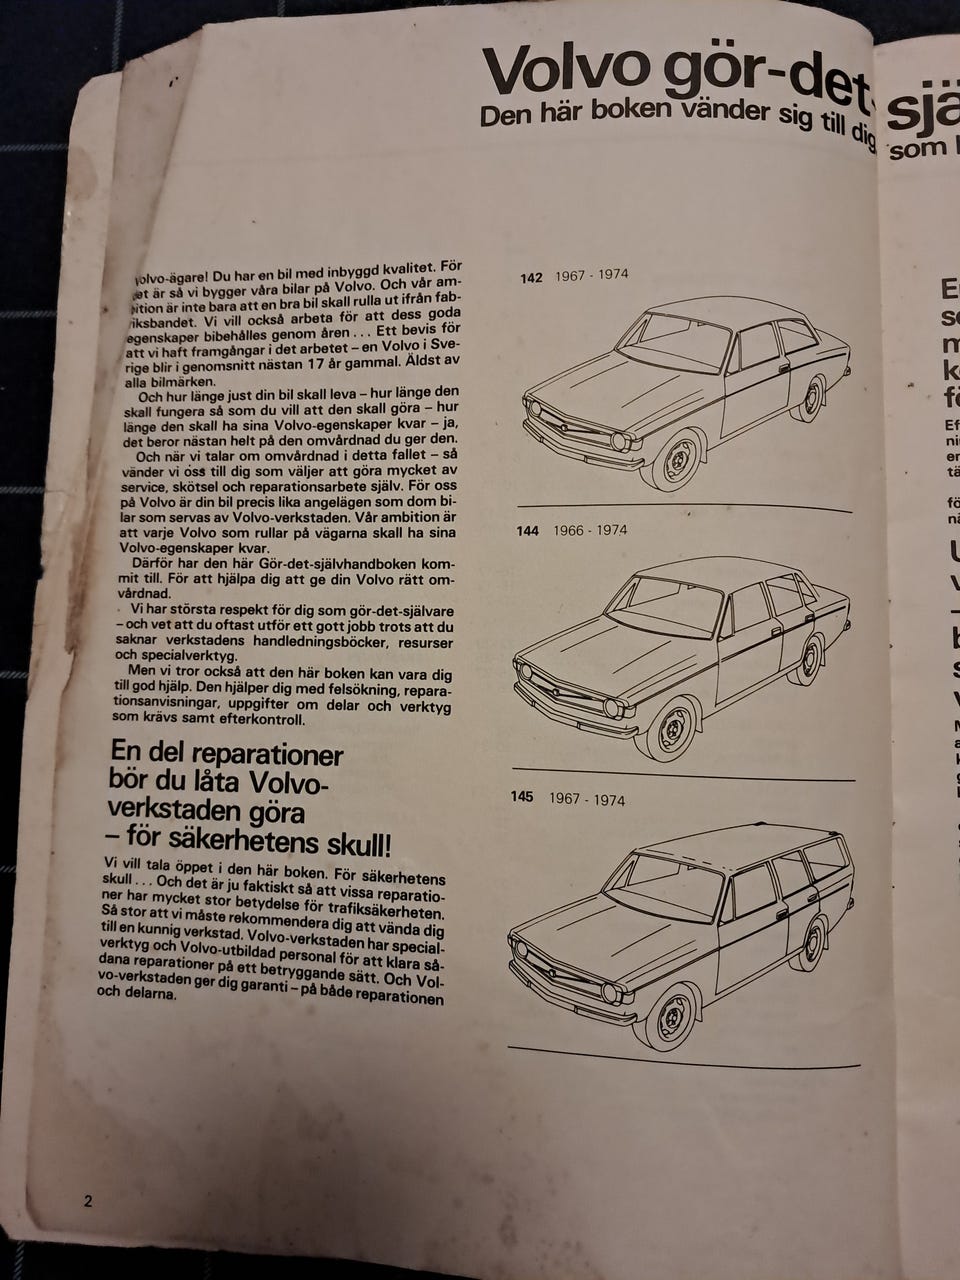 Volvo gör-det-
Den här boken vänder sig till dig
sjä
som
Volvo-ägare! Du har en bil med inbyggd kvalitet. För
det är så vi bygger våra bilar på Volvo. Och vår am-
bition är inte bara att en bra bil skall rulla ut ifrån fab-
riksbandet. Vi vill också arbeta för att dess goda
egenskaper bibehålles genom åren ... Ett bevis för
att vi haft framgångar i det arbetet – en Volvo i Sve-
rige blir i genomsnitt nästan 17 år gammal. Äldst av
alla bilmärken.
Och hur länge just din bil skall leva – hur länge den
skall fungera så som du vill att den skall göra – hur
länge den skall ha sina Volvo-egenskaper kvar – ja,
det beror nästan helt på den omvårdnad du ger den.
Och när vi talar om omvårdnad i detta fallet – så
vänder vi oss till dig som väljer att göra mycket av
service, skötsel och reparationsarbete själv. För oss
på Volvo är din bil precis lika angelägen som dom bi-
lar som servas av Volvo-verkstaden. Vår ambition är
att varje Volvo som rullar på vägarna skall ha sina
Volvo-egenskaper kvar.
Därför har den här Gör-det-självhandboken kom-
mit till. För att hjälpa dig att ge din Volvo rätt om-
vårdnad.
Vi har största respekt för dig som gör-det-självare
– och vet att du oftast utför ett gott jobb trots att du
saknar verkstadens handledningsböcker, resurser
och specialverktyg.
Men vi tror också att den här boken kan vara dig
till god hjälp. Den hjälper dig med felsökning, repara-
tionsanvisningar, uppgifter om delar och verktyg
som krävs samt efterkontroll.
En del reparationer
bör du låta Volvo-
verkstaden göra
– för säkerhetens skull!
Vi vill tala öppet i den här boken. För säkerhetens
skull ... Och det är ju faktiskt så att vissa reparatio-
ner har mycket stor betydelse för trafiksäkerheten.
Så stor att vi måste rekommendera dig att vända dig
till en kunnig verkstad. Volvo-verkstaden har special-
verktyg och Volvo-utbildad personal för att klara så-
dana reparationer på ett betryggande sätt. Och Vol-
vo-verkstaden ger dig garanti – på både reparationen
och delarna.
142 1967 - 1974
144 1966 - 1974
145 1967 - 1974
2